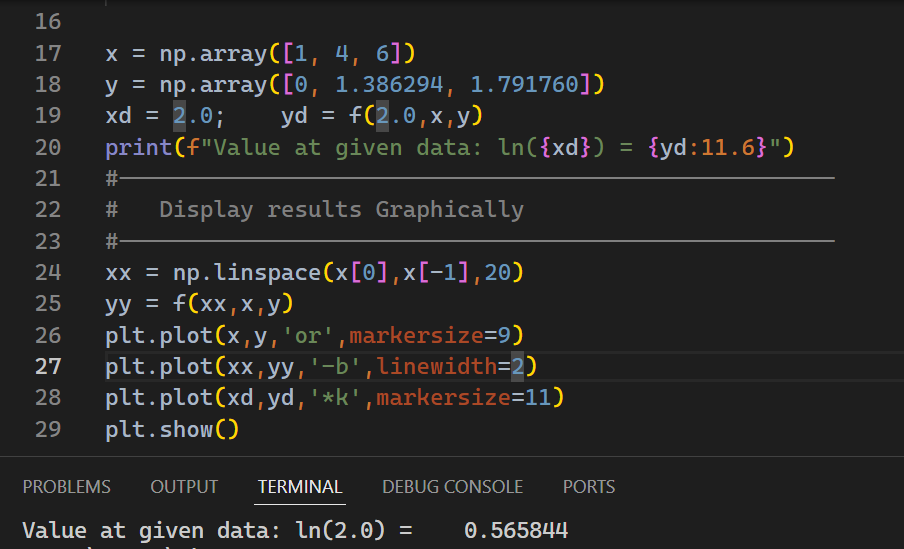 16
17 x = np.array([1, 4, 6])
18 y = np.array([0, 1.386294, 1.791760])
19 xd = 2.0;    yd = f(2.0,x,y)
20 print(f"Value at given data: ln({xd}) = {yd:11.6}")
21 #
22 #   Display results Graphically
23 #
24 xx = np.linspace(x[0],x[-1],20)
25 yy = f(xx,x,y)
26 plt.plot(x,y,'or',markersize=9)
27 plt.plot(xx,yy,'-b',linewidth=2)
28 plt.plot(xd,yd,'*k',markersize=11)
29 plt.show()
PROBLEMS OUTPUT TERMINAL DEBUG CONSOLE PORTS
Value at given data: ln(2.0) =    0.565844